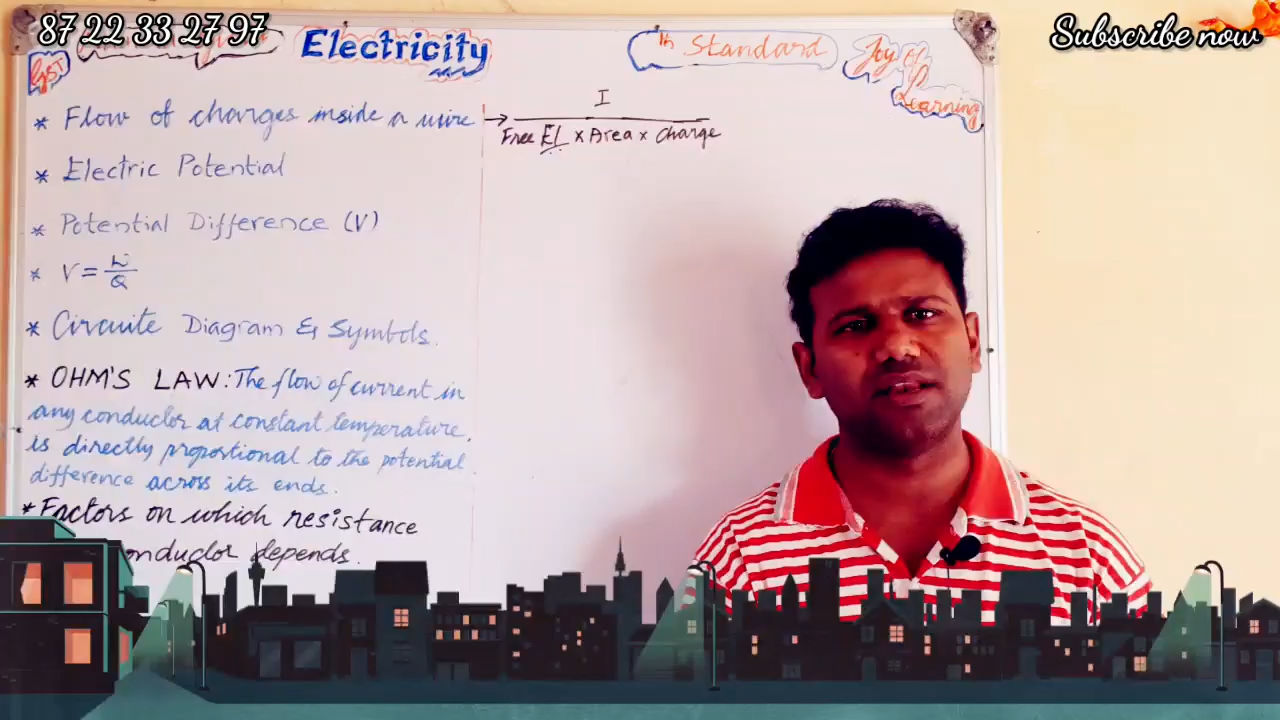 87 22 33 27 97
Subscribe now
Electricity
th Standard
Joy of
Learning
* Flow of charges inside a wire → I
Free EL × Area × Charge
* Electric Potential
* Potential Difference (V)
* V = W
Q
* Circuite Diagram & Symbols.
* OHM'S LAW: The flow of current in
any conductor at constant temperature,
is directly proportional to the potential
difference across its ends.
* Factors on which resistance
onductor depends.